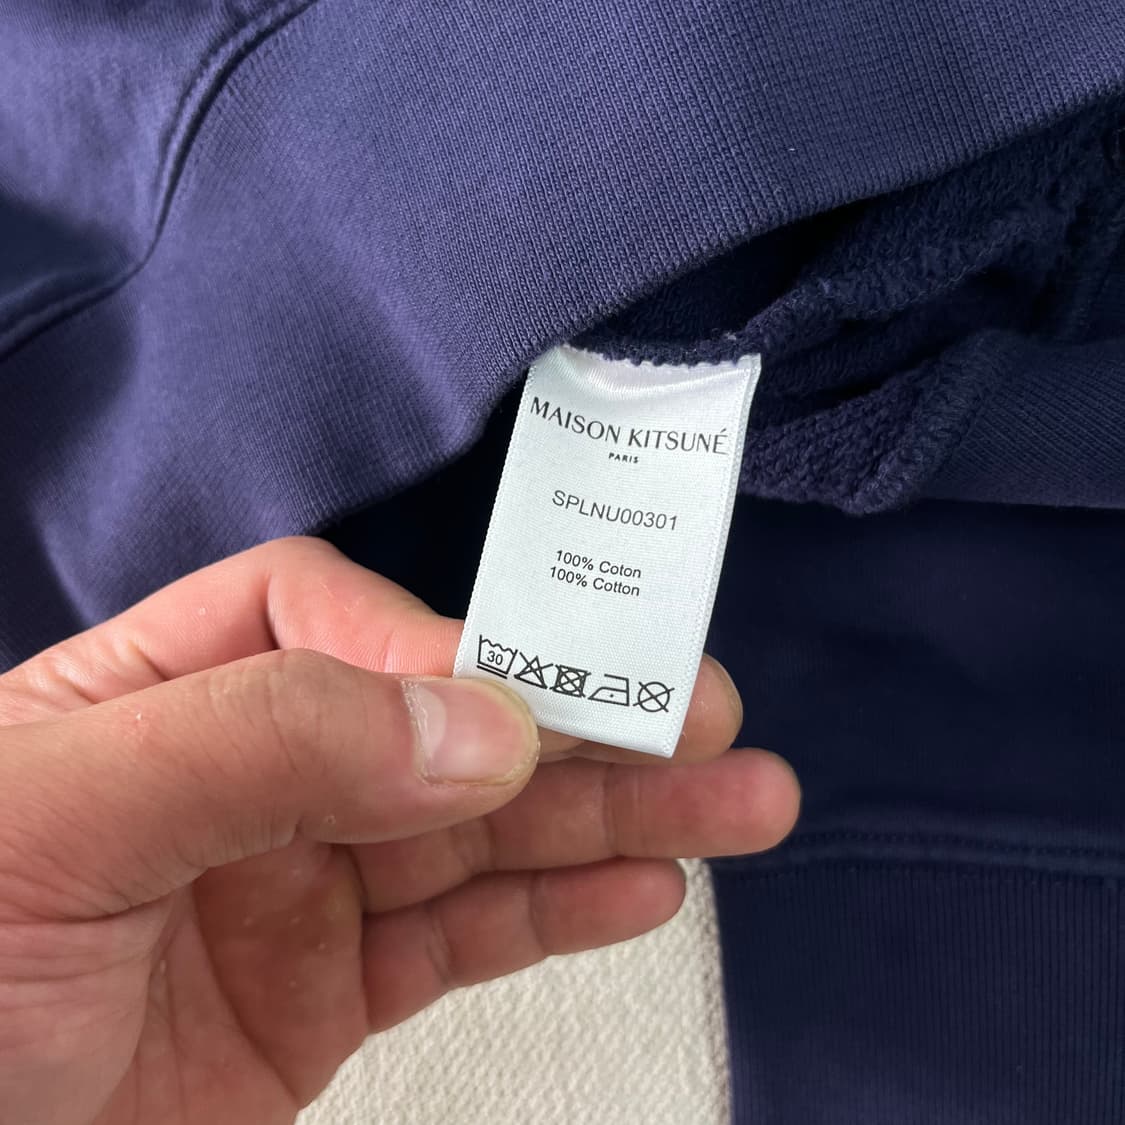 MAISON KITSUNÉ
PARIS
SPLNU00301
100% Coton
100% Cotton
30